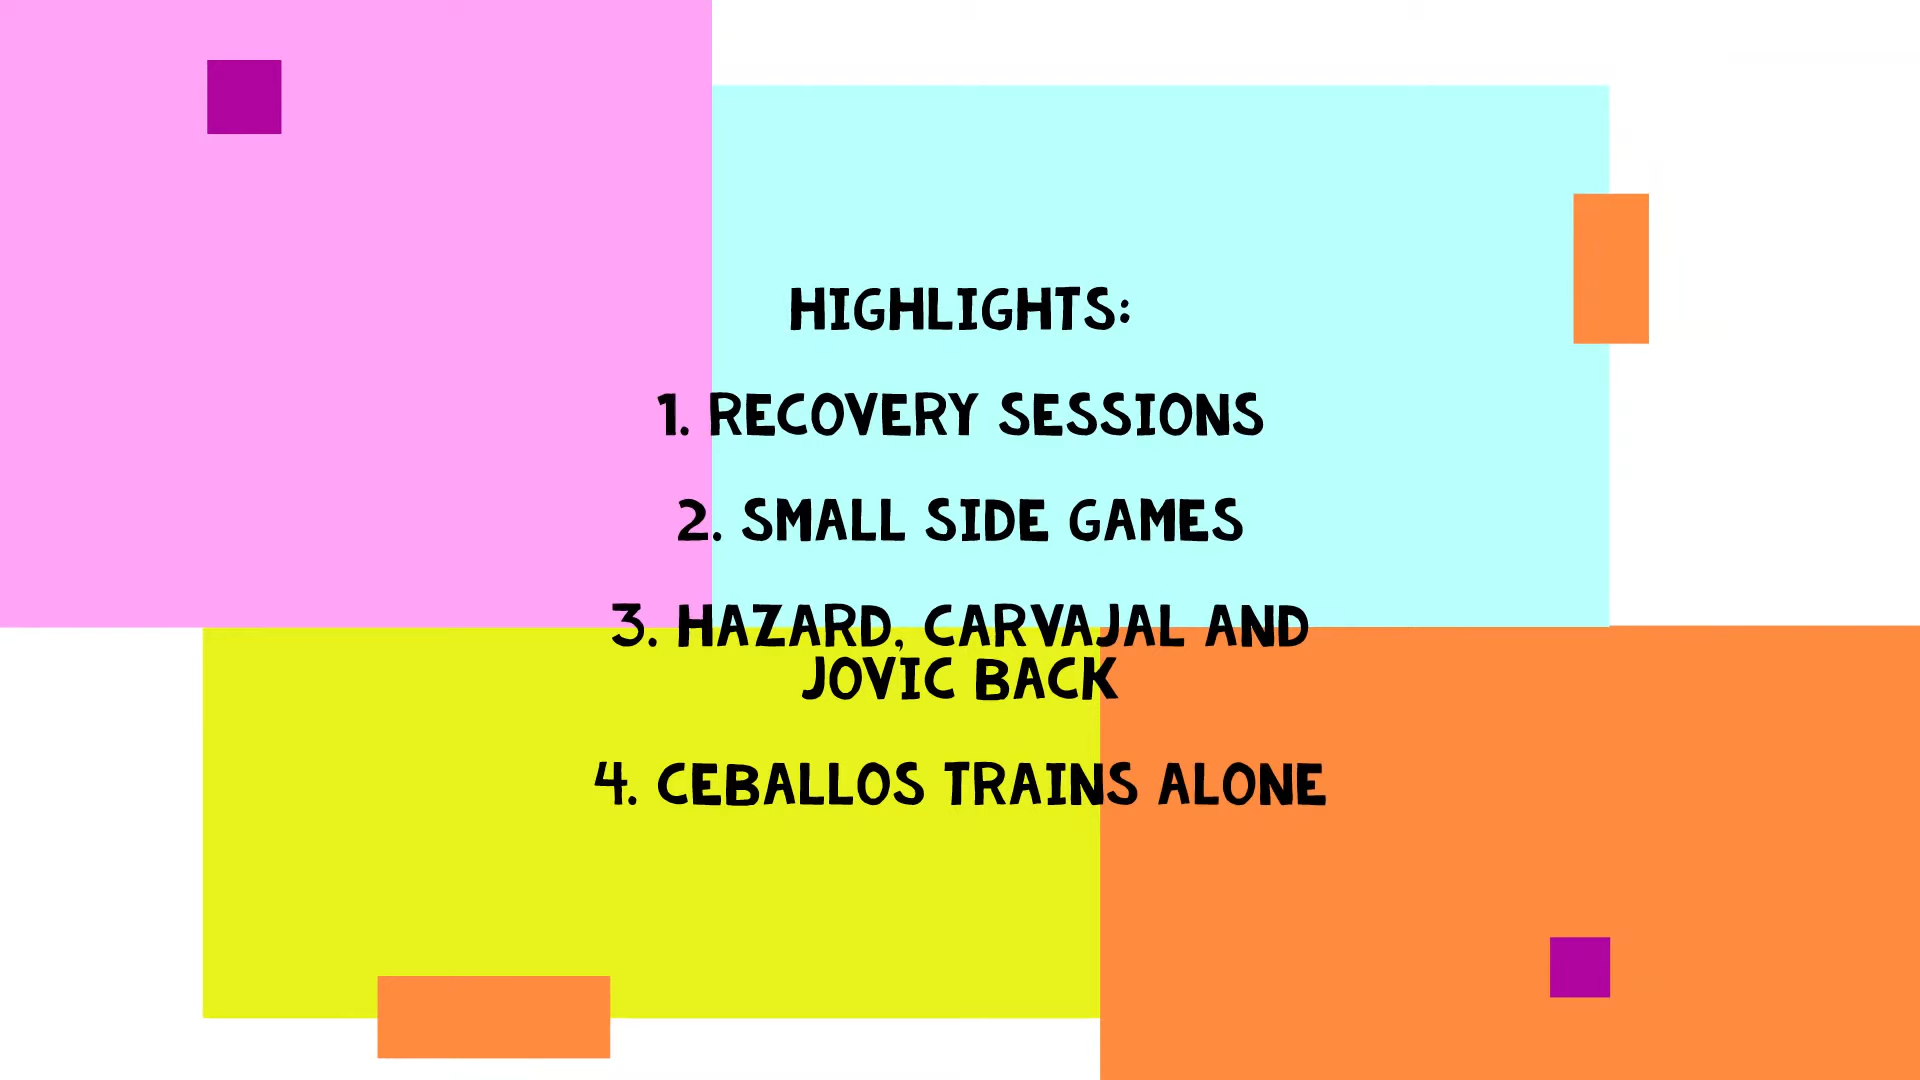 HIGHLIGHTS:
1. RECOVERY SESSIONS
2. SMALL SIDE GAMES
3. HAZARD, CARVAJAL AND
JOVIC BACK
4. CEBALLOS TRAINS ALONE